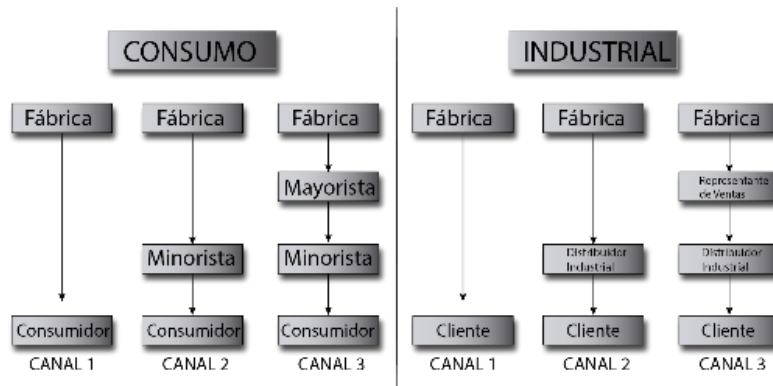 CONSUMO
INDUSTRIAL
Fábrica
Fábrica
Fábrica
Fábrica
Fábrica
Fábrica
Mayorista
Representante
de Ventas
Minorista
Minorista
Distribuidor
Industrial
Distribuidor
Industrial
Consumidor
Consumidor
Consumidor
Cliente
Cliente
Cliente
CANAL 1
CANAL 2
CANAL 3
CANAL 1
CANAL 2
CANAL 3